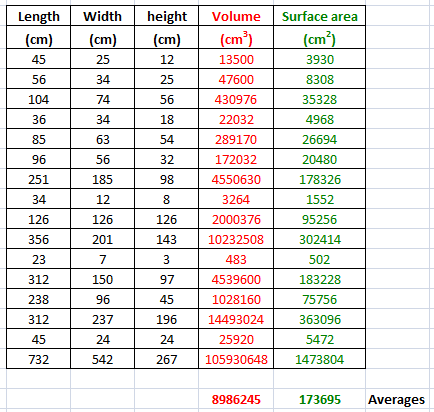 Length Width height Volume Surface area
(cm) (cm) (cm) (cm³) (cm²)
45 25 12 13500 3930
56 34 25 47600 8308
104 74 56 430976 35328
36 34 18 22032 4968
85 63 54 289170 26694
96 56 32 172032 20480
251 185 98 4550630 178326
34 12 8 3264 1552
126 126 126 2000376 95256
356 201 143 10232508 302414
23 7 3 483 502
312 150 97 4539600 183228
238 96 45 1028160 75756
312 237 196 14493024 363096
45 24 24 25920 5472
732 542 267 105930648 1473804
8986245 173695 Averages